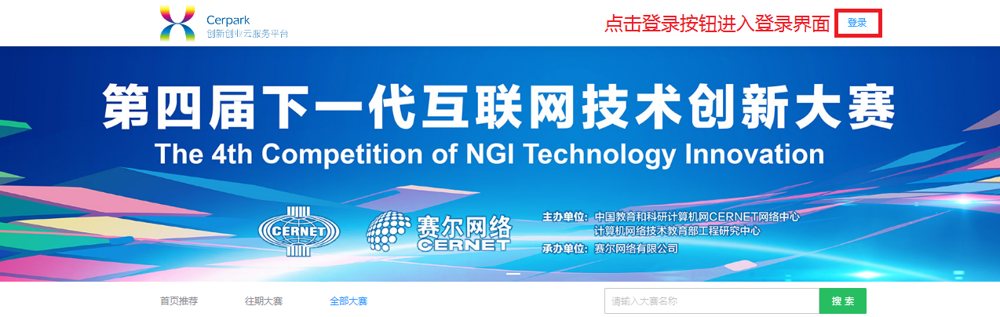 Cerpark
创新创业云服务平台
点击登录按钮进入登录界面
登录
第四届下一代互联网技术创新大赛
The 4th Competition of NGI Technology Innovation
CERNET
赛尔网络
CERNET
主办单位：中国教育和科研计算机网CERNET网络中心
计算机网络技术教育部工程研究中心
承办单位：赛尔网络有限公司
首页推荐 往期大赛 全部大赛
请输入大赛名称
搜 索